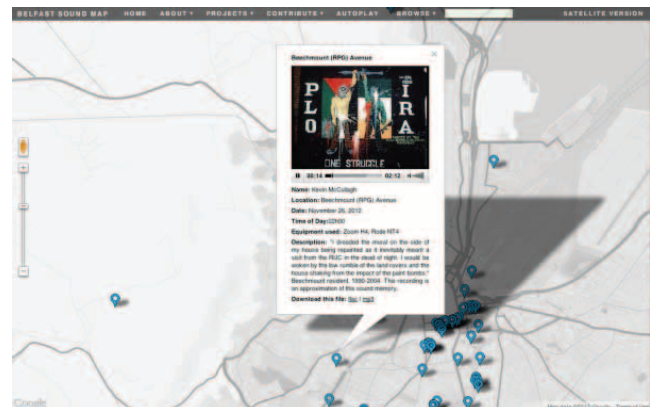 BELFAST SOUND MAP HOME ABOUT PROJECTS CONTRIBUTE AUTOPLAY BROWSE SATELLITE VERSION
Beechmount (RPG) Avenue
PLO
IRA
ONE STRUGGLE
00:14 02:12
Name: Kevin McCullagh
Location: Beechmount (RPG) Avenue
Date: November 26, 2012
Time of Day: 02h00
Equipment used: Zoom H4, Rode NT4
Description: "I dreaded the mural on the side of
my house being repainted as it inevitably meant a
visit from the RUC in the dead of night. I would be
woken by the low rumble of the land rovers and the
house shaking from the impact of the paint bombs."
Beechmount resident, 1990-2004. This recording is
an approximation of this sound memory.
Download this file: flac / mp3
Google